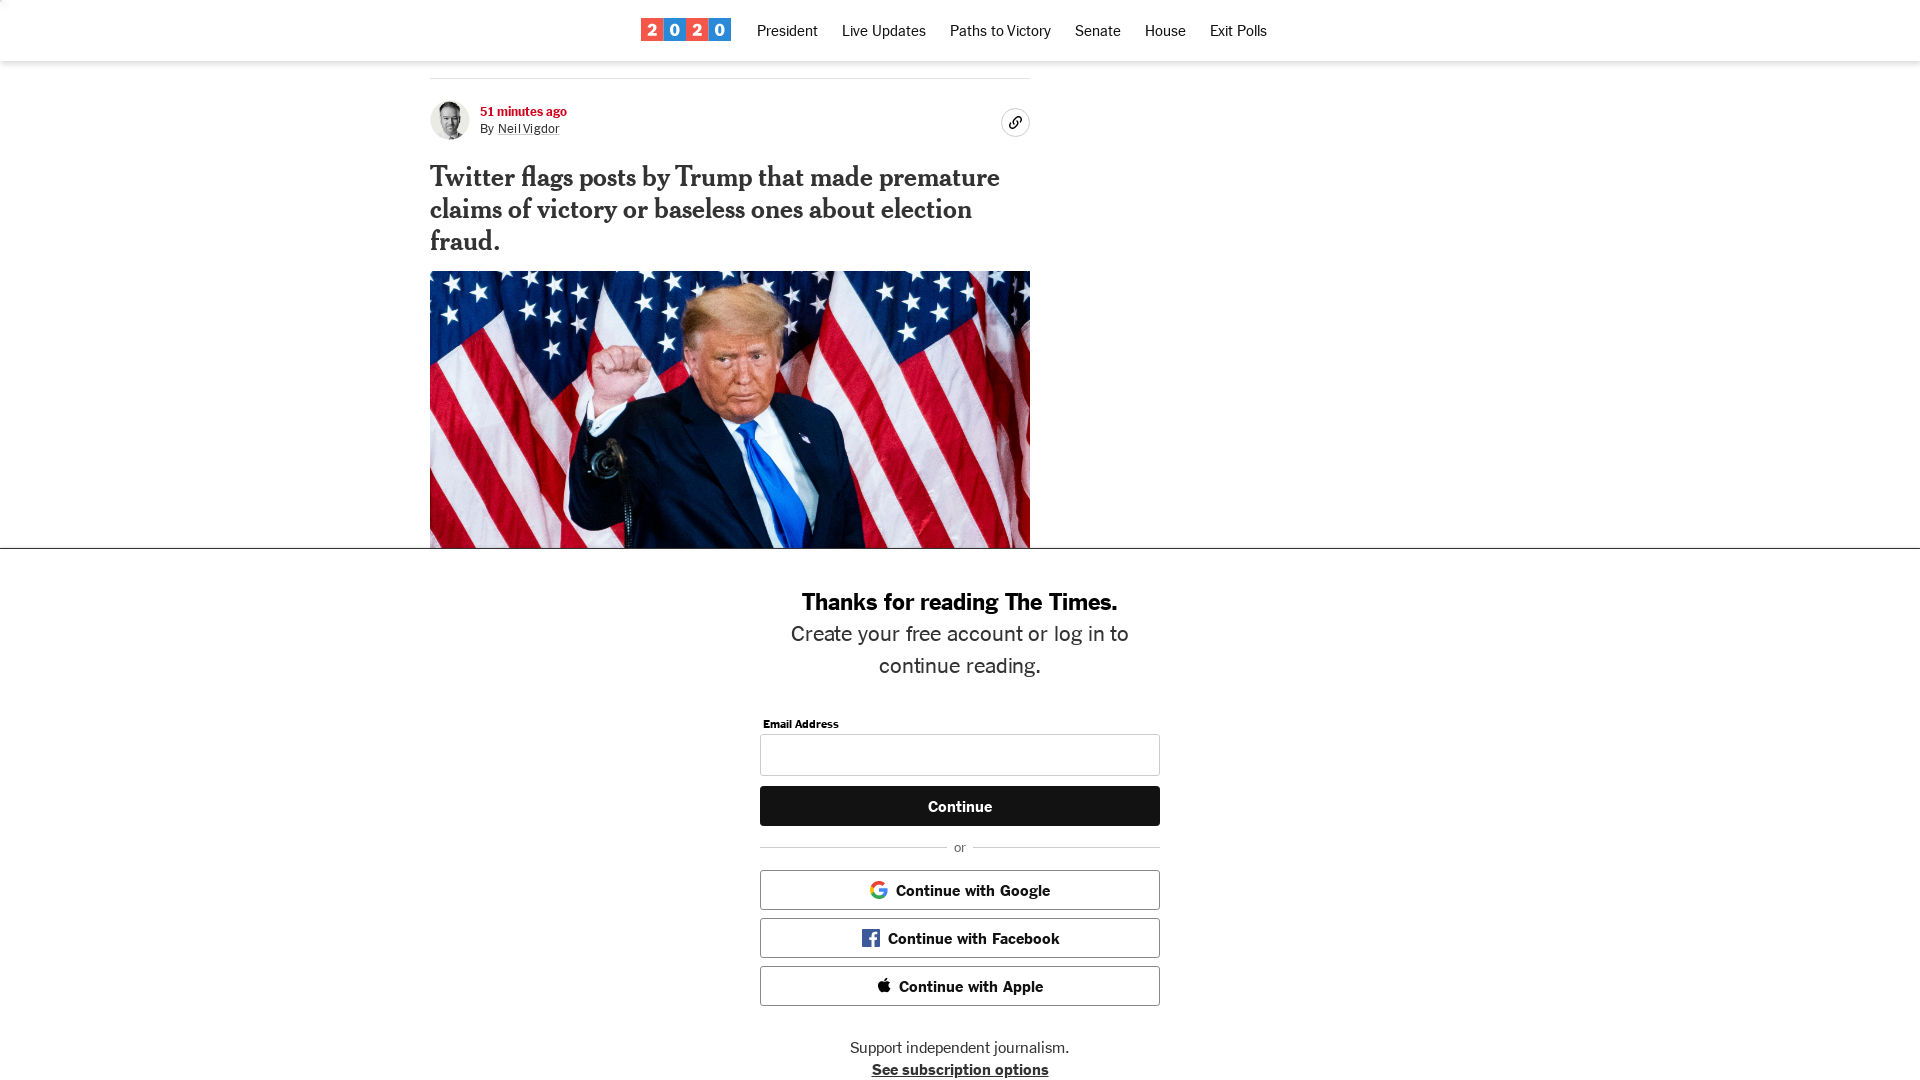 2020 President Live Updates Paths to Victory Senate House Exit Polls
51 minutes ago
By Neil Vigdor
Twitter flags posts by Trump that made premature
claims of victory or baseless ones about election
fraud.
Thanks for reading The Times.
Create your free account or log in to
continue reading.
Email Address
Continue
or
Continue with Google
Continue with Facebook
Continue with Apple
Support independent journalism.
See subscription options